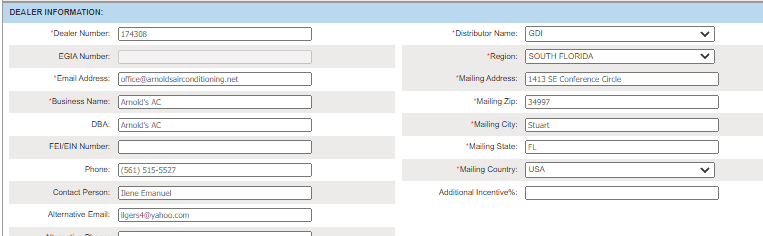 DEALER INFORMATION:
*Dealer Number: 174308
*Distributor Name: GDI
EGIA Number:
*Region: SOUTH FLORIDA
*Email Address: office@arnoldsairconditioning.net
*Mailing Address: 1413 SE Conference Circle
*Business Name: Arnold's AC
*Mailing Zip: 34997
DBA: Arnold's AC
*Mailing City: Stuart
FEI/EIN Number:
*Mailing State: FL
Phone: (561) 515-5527
*Mailing Country: USA
Contact Person: Ilene Emanuel
Additional Incentive%:
Alternative Email: ilgers4@yahoo.com